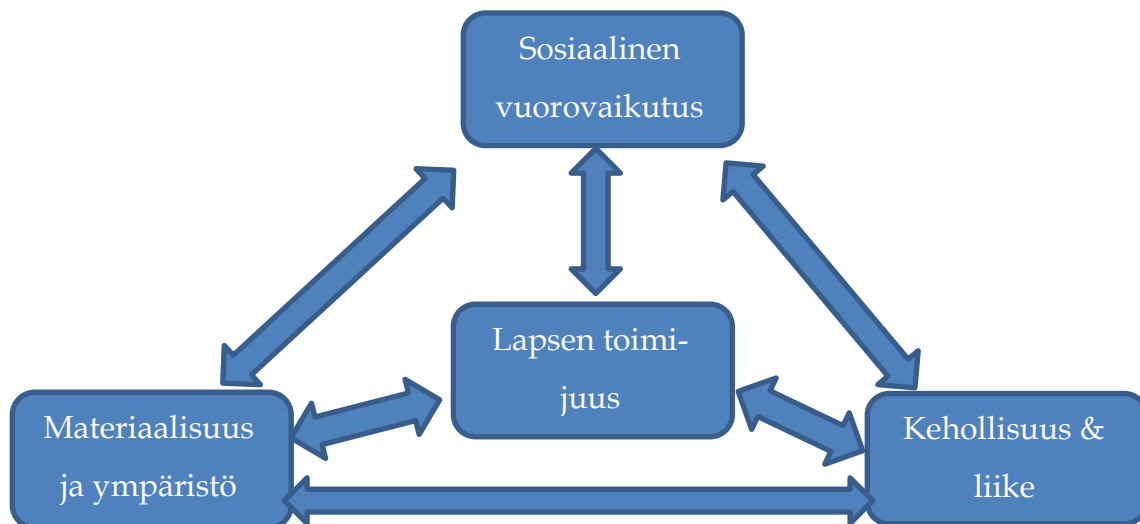 Sosiaalinen
vuorovaikutus
Lapsen toimi-
juus
Materiaalisuus
ja ympäristö
Kehollisuus &
liike